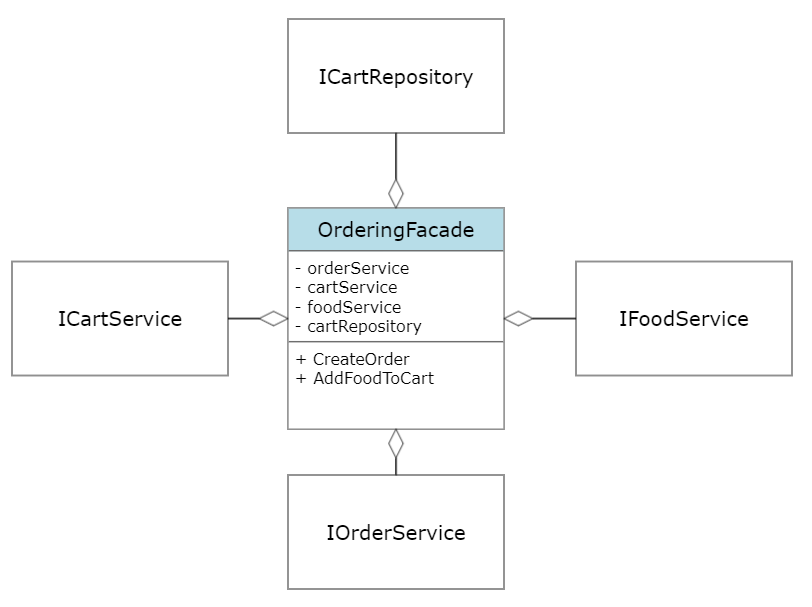 ICartRepository
OrderingFacade
- orderService
- cartService
- foodService
- cartRepository
+ CreateOrder
+ AddFoodToCart
ICartService
IFoodService
IOrderService